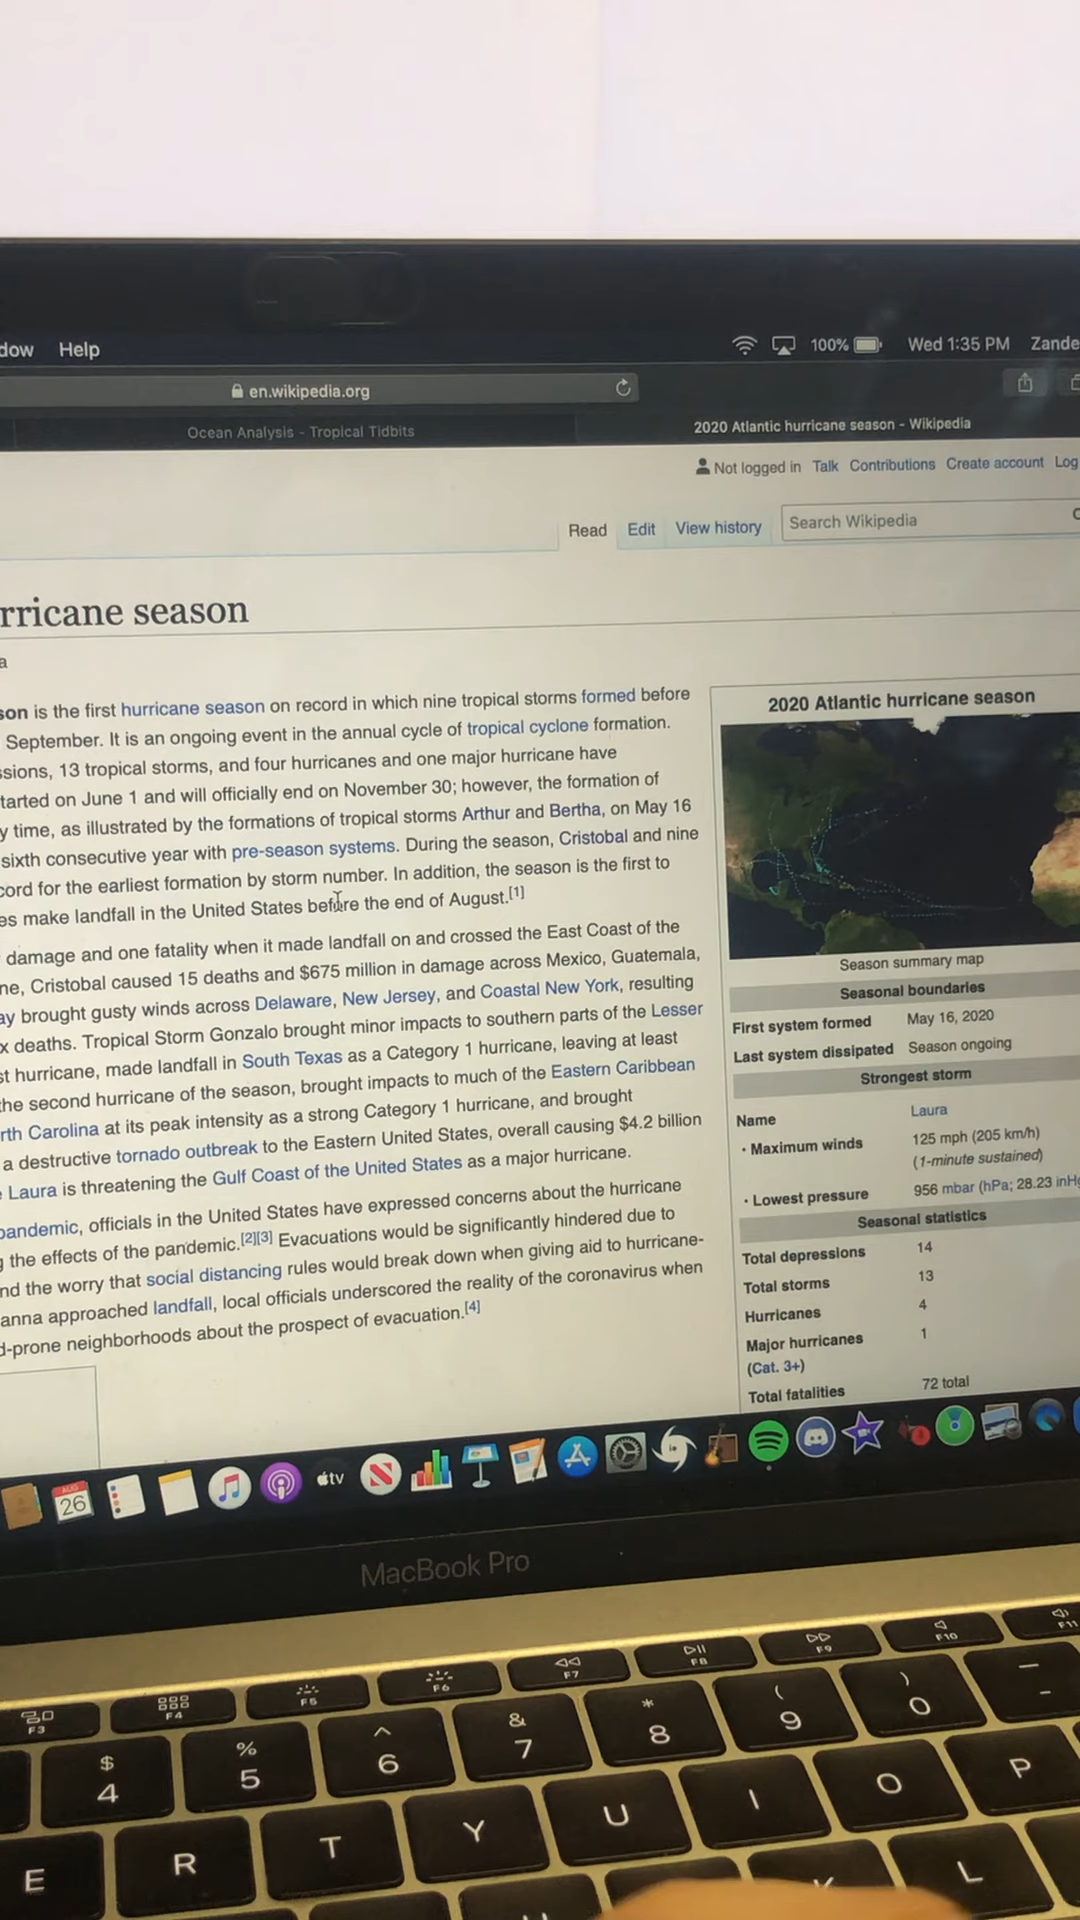 dow Help 100% Wed 1:35 PM Zande
en.wikipedia.org
Ocean Analysis - Tropical Tidbits 2020 Atlantic hurricane season - Wikipedia
Not logged in Talk Contributions Create account Log
Read Edit View history Search Wikipedia
rricane season
a
son is the first hurricane season on record in which nine tropical storms formed before
September. It is an ongoing event in the annual cycle of tropical cyclone formation.
ssions, 13 tropical storms, and four hurricanes and one major hurricane have
tarted on June 1 and will officially end on November 30; however, the formation of
y time, as illustrated by the formations of tropical storms Arthur and Bertha, on May 16
sixth consecutive year with pre-season systems. During the season, Cristobal and nine
cord for the earliest formation by storm number. In addition, the season is the first to
es make landfall in the United States before the end of August.[1]
damage and one fatality when it made landfall on and crossed the East Coast of the
ne, Cristobal caused 15 deaths and $675 million in damage across Mexico, Guatemala,
ay brought gusty winds across Delaware, New Jersey, and Coastal New York, resulting
x deaths. Tropical Storm Gonzalo brought minor impacts to southern parts of the Lesser
st hurricane, made landfall in South Texas as a Category 1 hurricane, leaving at least
the second hurricane of the season, brought impacts to much of the Eastern Caribbean
rth Carolina at its peak intensity as a strong Category 1 hurricane, and brought
a destructive tornado outbreak to the Eastern United States, overall causing $4.2 billion
e Laura is threatening the Gulf Coast of the United States as a major hurricane.
pandemic, officials in the United States have expressed concerns about the hurricane
g the effects of the pandemic.[2][3] Evacuations would be significantly hindered due to
nd the worry that social distancing rules would break down when giving aid to hurricane-
anna approached landfall, local officials underscored the reality of the coronavirus when
d-prone neighborhoods about the prospect of evacuation.[4]
2020 Atlantic hurricane season
Season summary map
Seasonal boundaries
First system formed May 16, 2020
Last system dissipated Season ongoing
Strongest storm
Name Laura
• Maximum winds 125 mph (205 km/h)
(1-minute sustained)
• Lowest pressure 956 mbar (hPa; 28.23 inHg
Seasonal statistics
Total depressions 14
Total storms 13
Hurricanes 4
Major hurricanes 1
(Cat. 3+)
Total fatalities 72 total
AUG
26
tv
MacBook Pro
F3 F4 F5 F6 F7 F8 F9 F10 F11
$ % ^ & * ( ) _
4 5 6 7 8 9 0 -
E R T Y U I O P
L